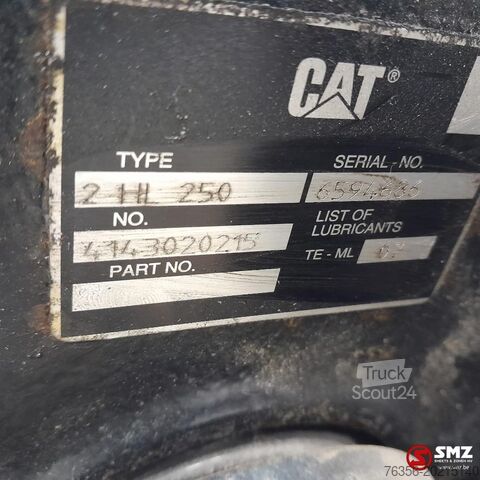 CAT®
TYPE
SERIAL-NO.
2 HL 250
NO.
LIST OF
LUBRICANTS
4143020215
TE - ML
PART NO.
Truck
Scout24
SMZ